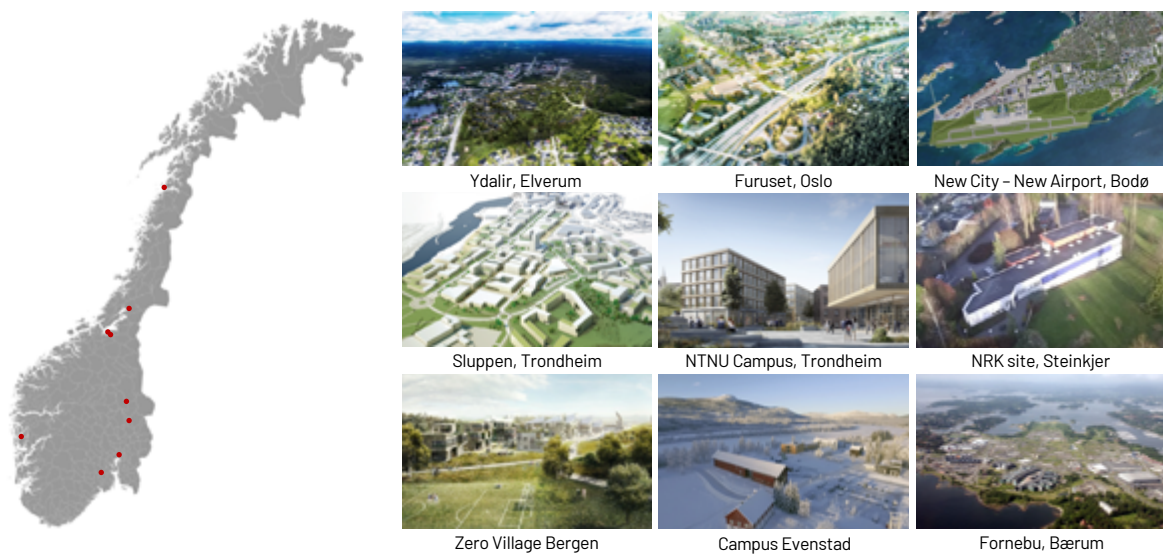 Ydalir, Elverum
Furuset, Oslo
New City – New Airport, Bodø
Sluppen, Trondheim
NTNU Campus, Trondheim
NRK site, Steinkjer
Zero Village Bergen
Campus Evenstad
Fornebu, Bærum